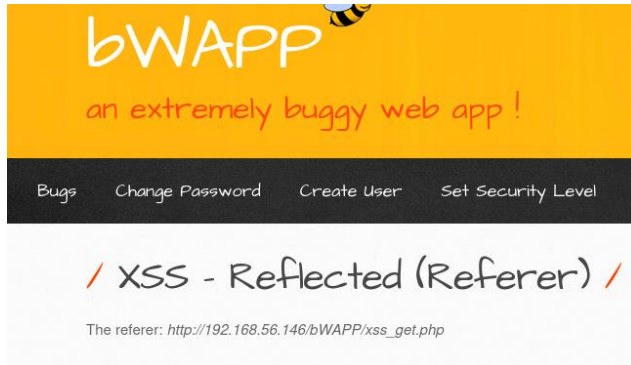 bWAPP
an extremely buggy web app !
Bugs Change Password Create User Set Security Level
/ XSS - Reflected (Referer) /
The referer: http://192.168.56.146/bWAPP/xss_get.php